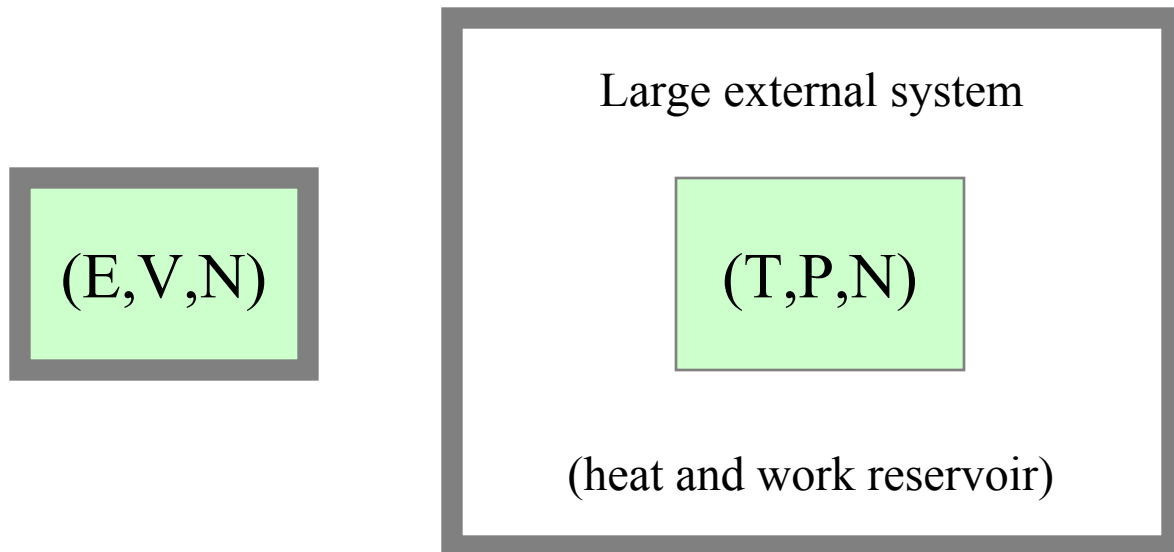 (E,V,N)
Large external system
(T,P,N)
(heat and work reservoir)